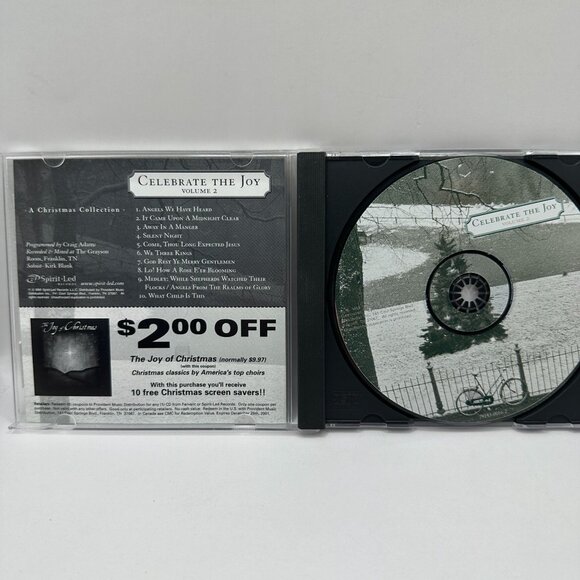 CELEBRATE THE JOY
VOLUME 2
- A Christmas Collection -
Programmed by Craig Adams
Recorded & Mixed at The Grayson
Room, Franklin, TN
Soloist- Kirk Blank
Spirit-Led
RECORDS
www.spirit-led.com
1. Angels We Have Heard
2. It Came Upon A Midnight Clear
3. Away In A Manger
4. Silent Night
5. Come, Thou Long Expected Jesus
6. We Three Kings
7. God Rest Ye Merry Gentlemen
8. Lo! How A Rose E'er Blooming
9. Medley: While Shepherds Watched Their
Flocks / Angels From The Realms of Glory
10. What Child Is This
The
Joy of Christmas
$2.00 OFF
The Joy of Christmas (normally $9.97)
(with this coupon)
Christmas classics by America's top choirs
With this purchase you'll receive
10 free Christmas screen savers!!
CELEBRATE THE JOY
VOLUME 2